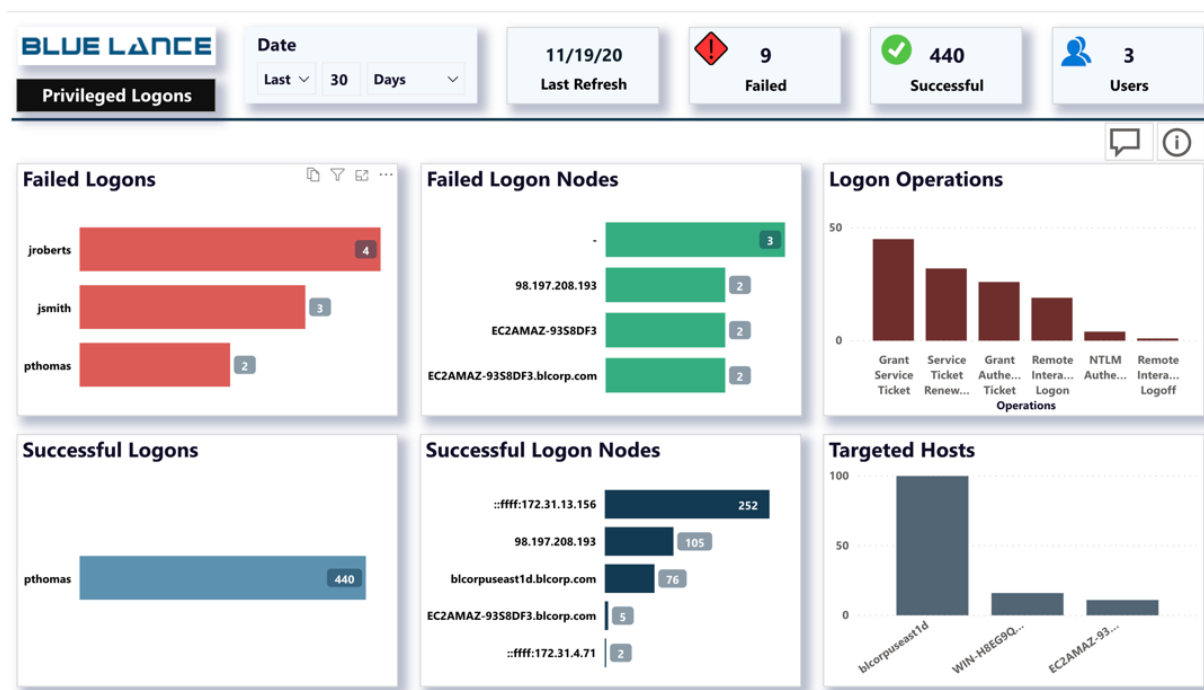 BLUE LANCE
Privileged Logons
Date
Last 30 Days
11/19/20
Last Refresh
9
Failed
440
Successful
3
Users
Failed Logons
jroberts 4
jsmith 3
pthomas 2
Failed Logon Nodes
- 3
98.197.208.193 2
EC2AMAZ-93S8DF3 2
EC2AMAZ-93S8DF3.blcorp.com 2
Logon Operations
50
0
Grant Service Ticket
Service Ticket Renew...
Grant Authe... Ticket
Remote Intera... Logon
NTLM Authe...
Remote Intera... Logoff
Operations
Successful Logons
pthomas 440
Successful Logon Nodes
::ffff:172.31.13.156 252
98.197.208.193 105
blcorpuseast1d.blcorp.com 76
EC2AMAZ-93S8DF3.blcorp.com 5
::ffff:172.31.4.71 2
Targeted Hosts
100
50
0
blcorpuseast1d
WIN-H8EG9Q...
EC2AMAZ-93...